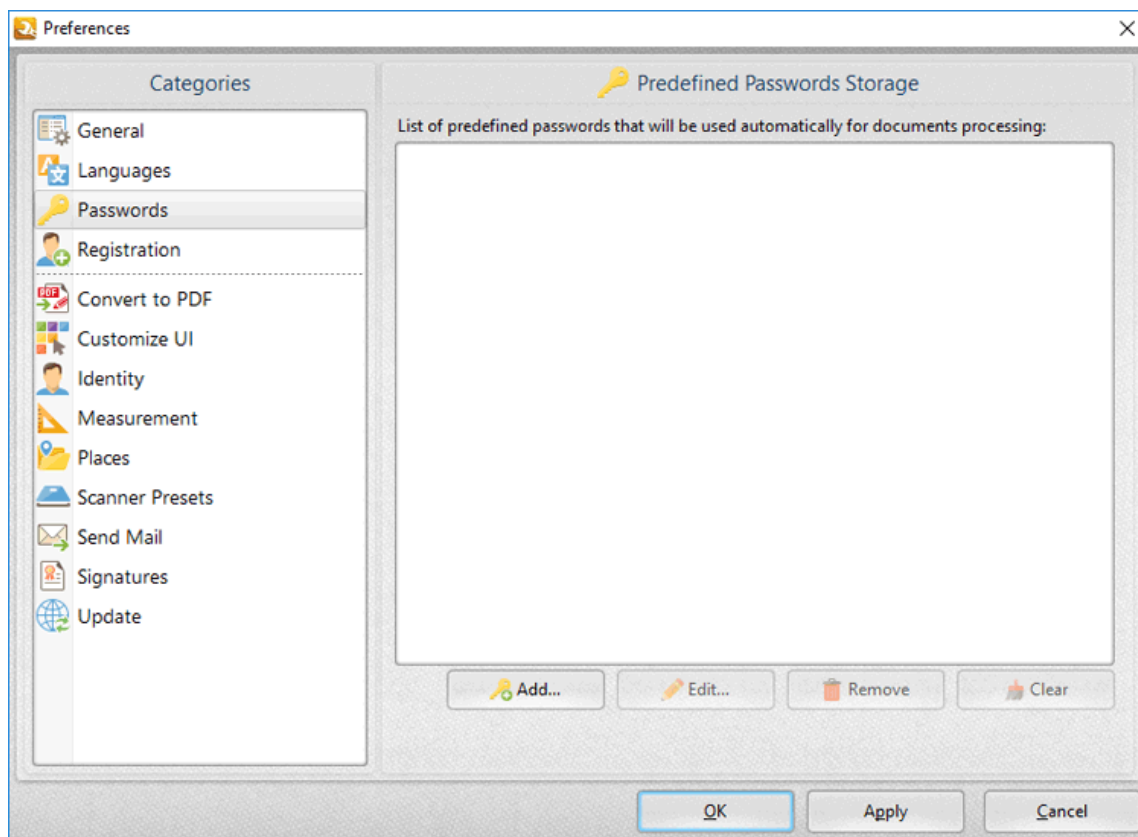 Preferences
Categories
General
Languages
Passwords
Registration
Convert to PDF
Customize UI
Identity
Measurement
Places
Scanner Presets
Send Mail
Signatures
Update
Predefined Passwords Storage
List of predefined passwords that will be used automatically for documents processing:
Add...
Edit...
Remove
Clear
OK
Apply
Cancel